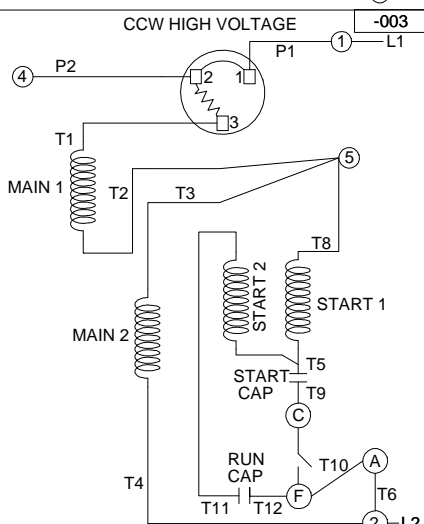 CCW HIGH VOLTAGE
-003
P1
1
L1
4
P2
2
1
3
T1
5
MAIN 1
T2
T3
T8
START 2
START 1
MAIN 2
T5
START
CAP
T9
C
RUN
CAP
T10
A
T4
T11
T12
F
T6
2
L2